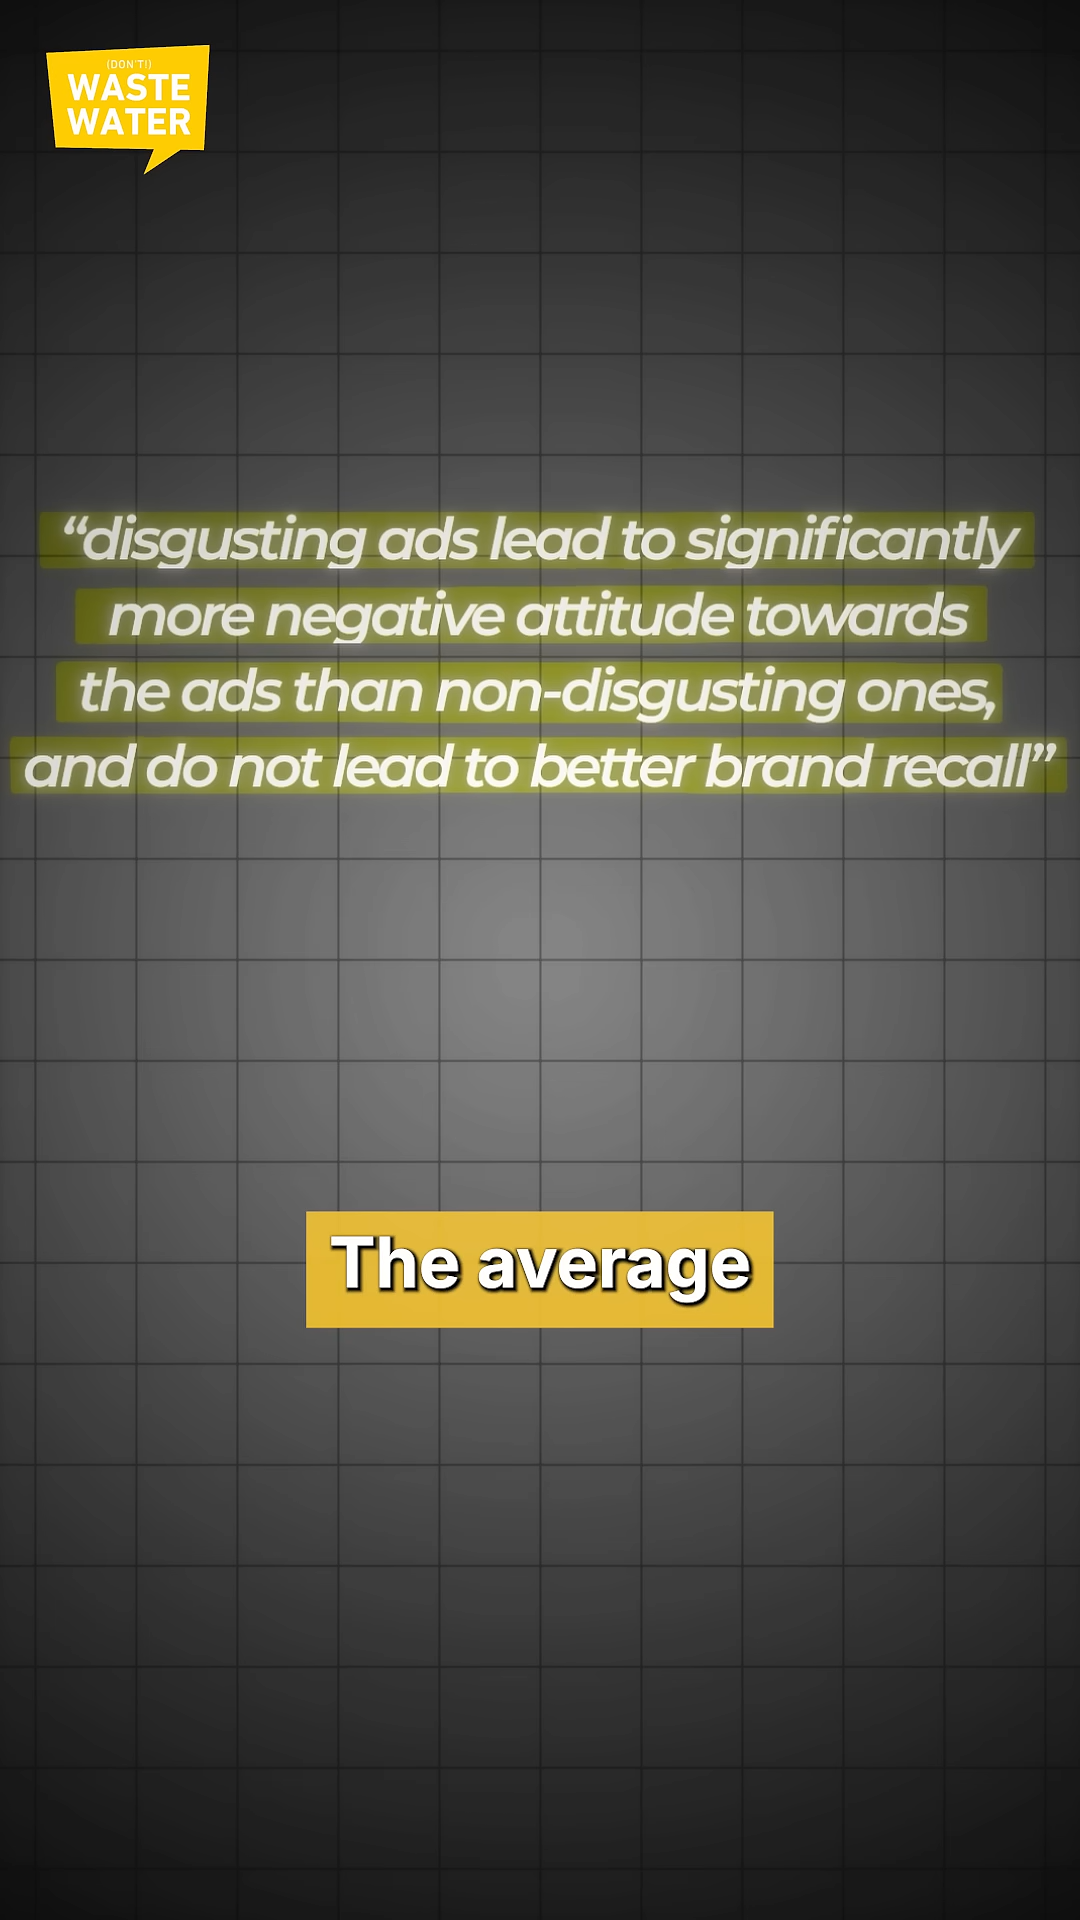 (DON'T!)
WASTE
WATER
“disgusting ads lead to significantly
more negative attitude towards
the ads than non-disgusting ones,
and do not lead to better brand recall”
The average